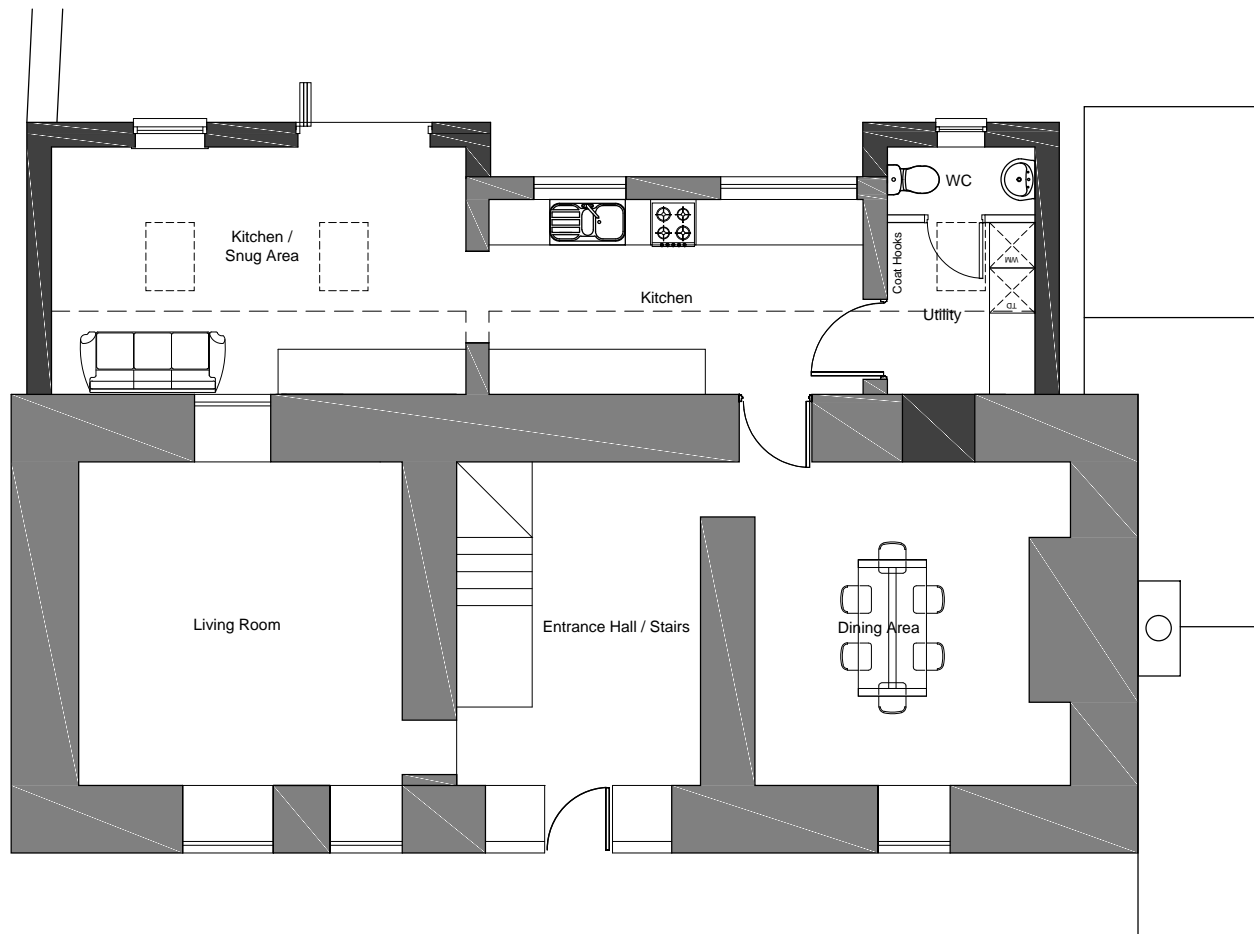 WC
Kitchen /
Snug Area
Coat Hooks
WM
Kitchen
TD
Utility
Living Room
Entrance Hall / Stairs
Dining Area